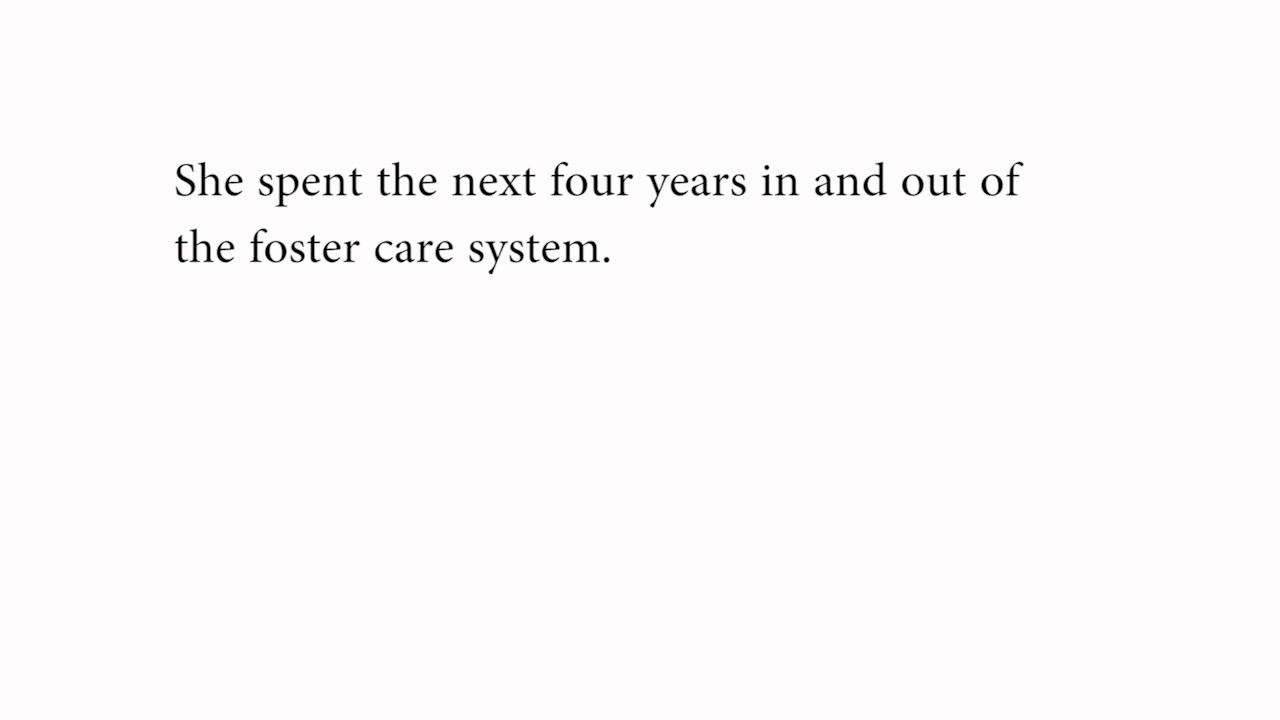 She spent the next four years in and out of
the foster care system.